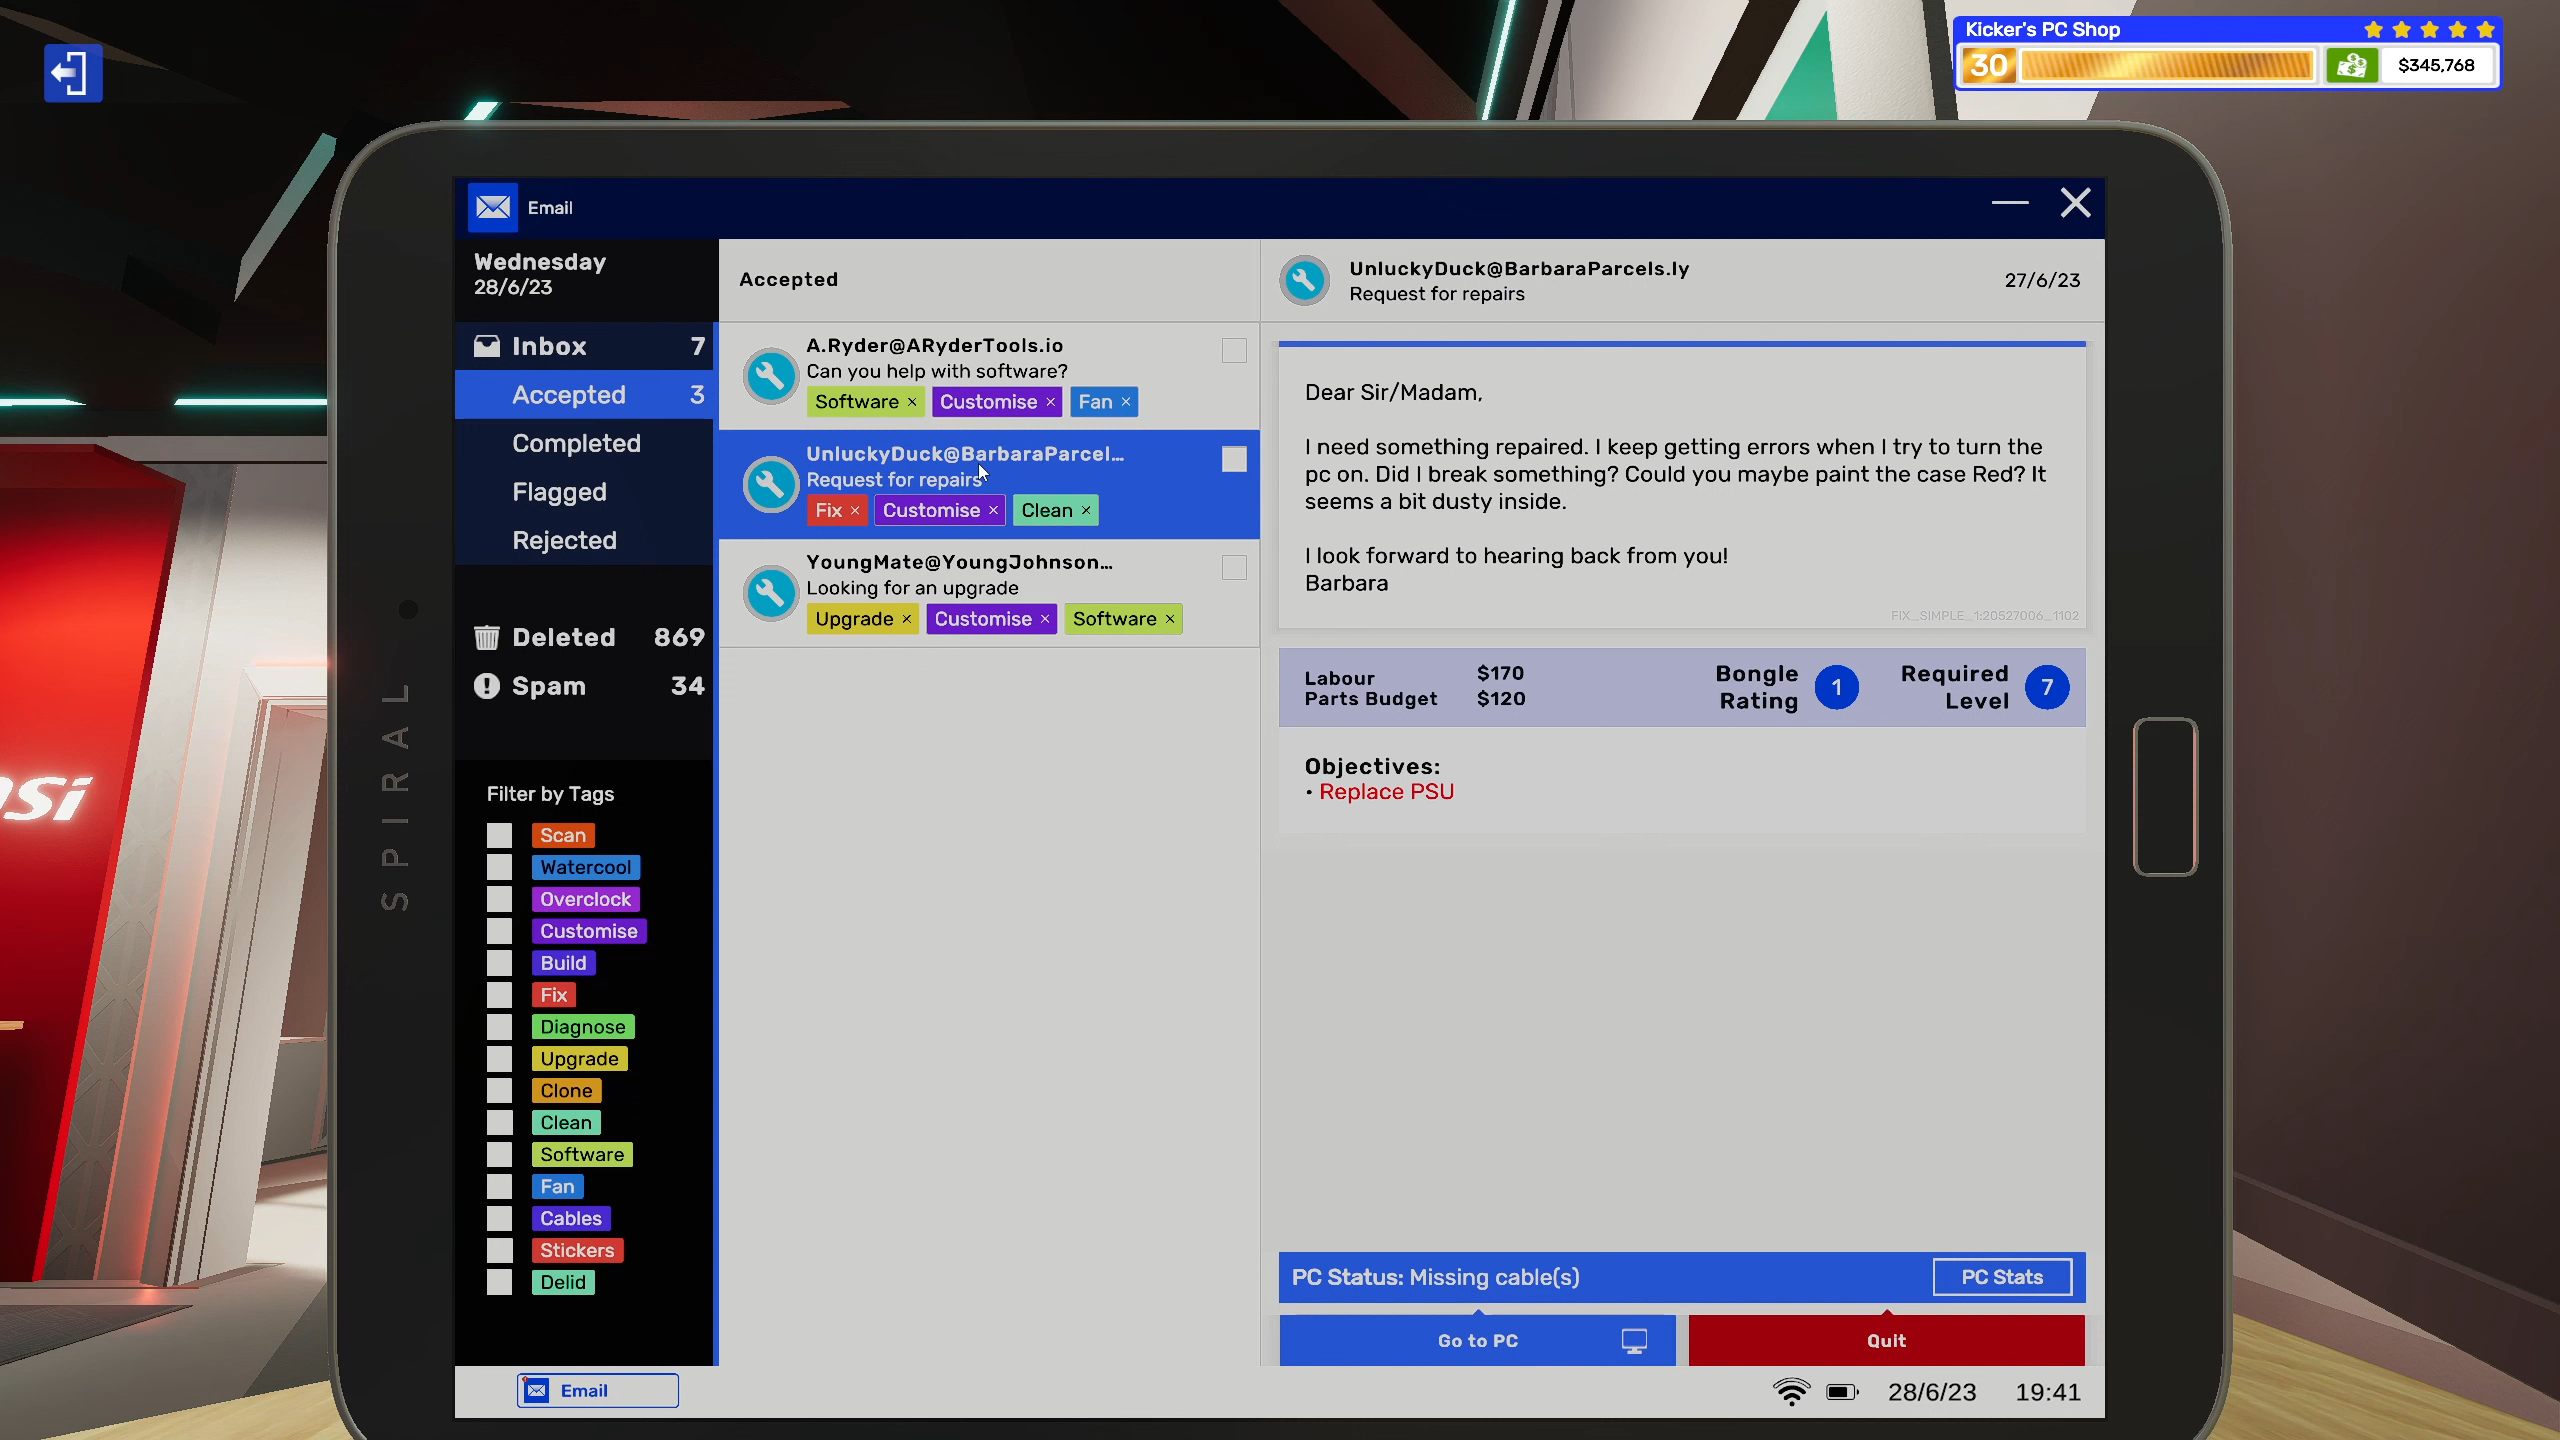 Kicker's PC Shop
30
$345,768
Email
Wednesday
28/6/23
Inbox 7
Accepted 3
Completed
Flagged
Rejected
Deleted 869
Spam 34
Filter by Tags
Scan
Watercool
Overclock
Customise
Build
Fix
Diagnose
Upgrade
Clone
Clean
Software
Fan
Cables
Stickers
Delid
Accepted
A.Ryder@ARyderTools.io
Can you help with software?
Software × Customise × Fan ×
UnluckyDuck@BarbaraParcel...
Request for repairs
Fix × Customise × Clean ×
YoungMate@YoungJohnson...
Looking for an upgrade
Upgrade × Customise × Software ×
UnluckyDuck@BarbaraParcels.ly
Request for repairs
27/6/23
Dear Sir/Madam,
I need something repaired. I keep getting errors when I try to turn the
pc on. Did I break something? Could you maybe paint the case Red? It
seems a bit dusty inside.
I look forward to hearing back from you!
Barbara
FIX_SIMPLE_1:20527006_1102
Labour $170
Parts Budget $120
Bongle
Rating 1
Required
Level 7
Objectives:
• Replace PSU
PC Status: Missing cable(s)
PC Stats
Go to PC
Quit
Email
28/6/23 19:41
SPIRAL
msi